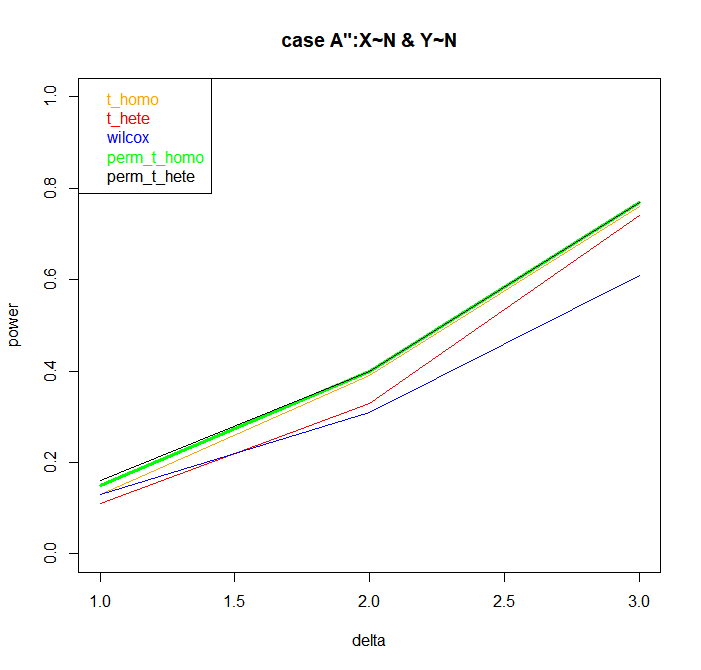 case A":X~N & Y~N
t_homo
t_hete
wilcox
perm_t_homo
perm_t_hete
power
1.0
0.8
0.6
0.4
0.2
0.0
1.0 1.5 2.0 2.5 3.0
delta